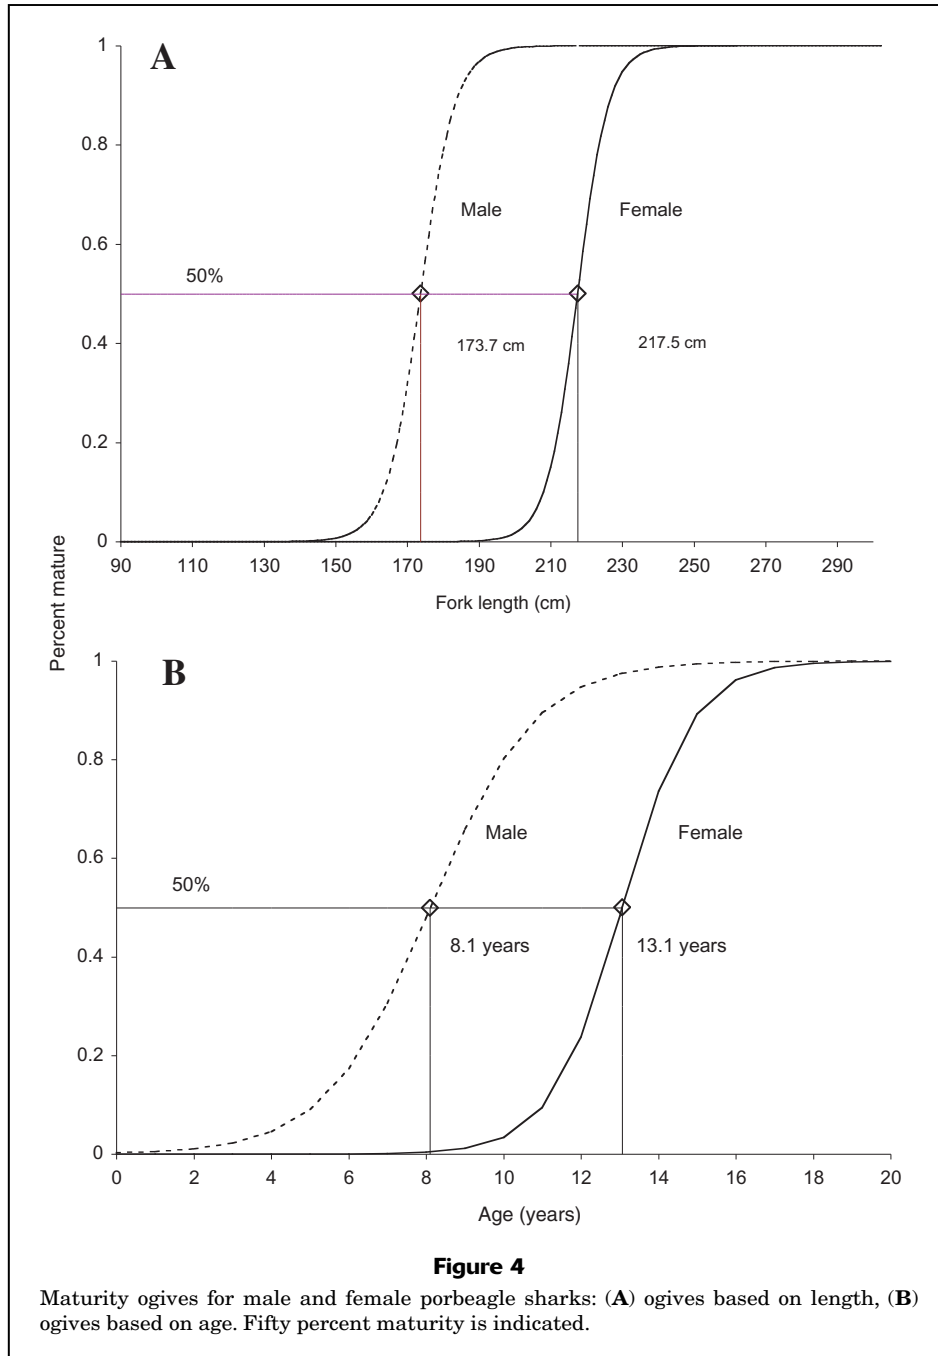 A
1
0.8
Male
Female
0.6
50%
0.4
173.7 cm
217.5 cm
0.2
0
90 110 130 150 170 190 210 230 250 270 290
Fork length (cm)
Percent mature
B
1
0.8
Male
Female
0.6
50%
0.4
8.1 years
13.1 years
0.2
0
0 2 4 6 8 10 12 14 16 18 20
Age (years)
Figure 4
Maturity ogives for male and female porbeagle sharks: (A) ogives based on length, (B)
ogives based on age. Fifty percent maturity is indicated.